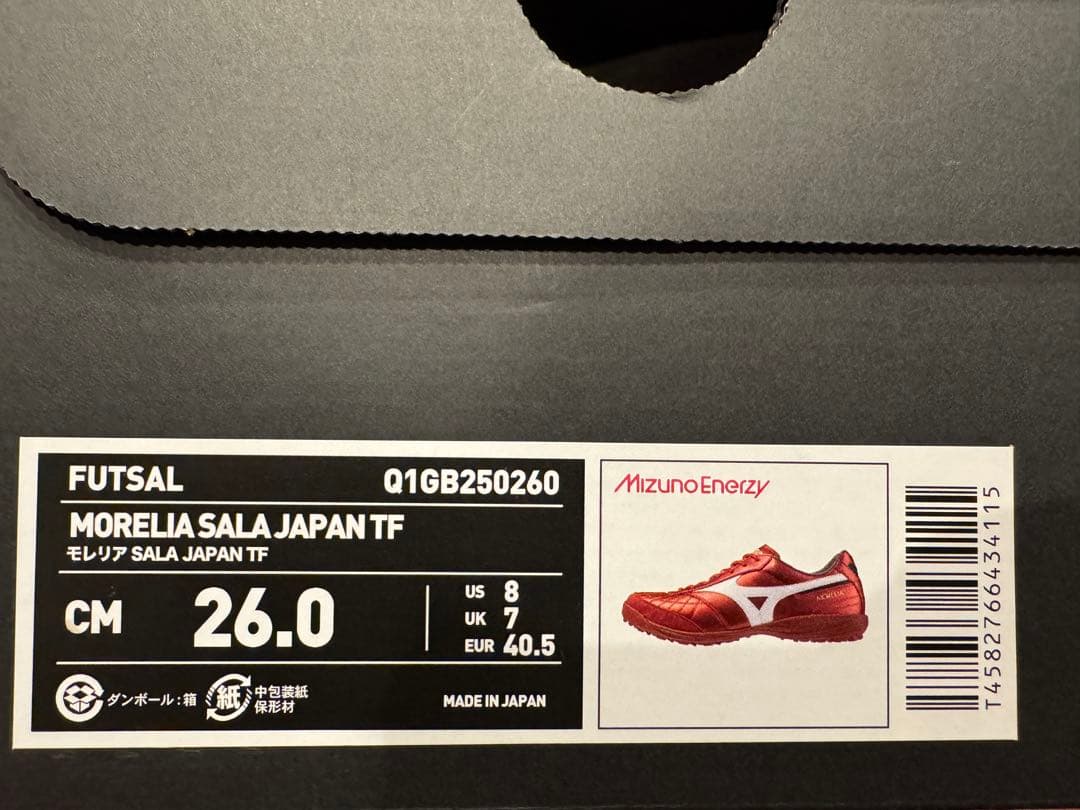 FUTSAL Q1GB250260
MORELIA SALA JAPAN TF
モレリア SALA JAPAN TF
CM 26.0
US 8
UK 7
EUR 40.5
ダンボール:箱
紙 中包装紙
保形材
MADE IN JAPAN
Mizuno Enerzy
MORELIA
T4582766434115